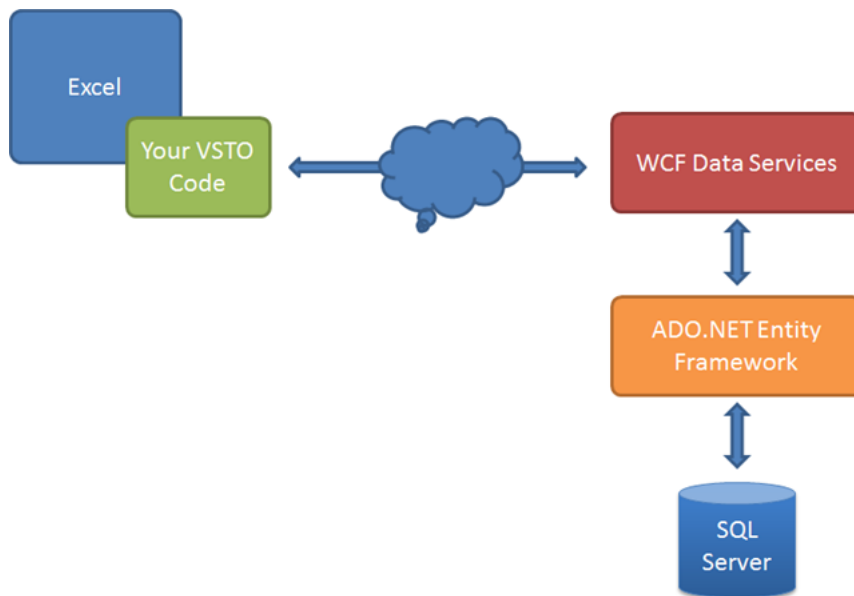 Excel
Your VSTO
Code
WCF Data Services
ADO.NET Entity
Framework
SQL
Server